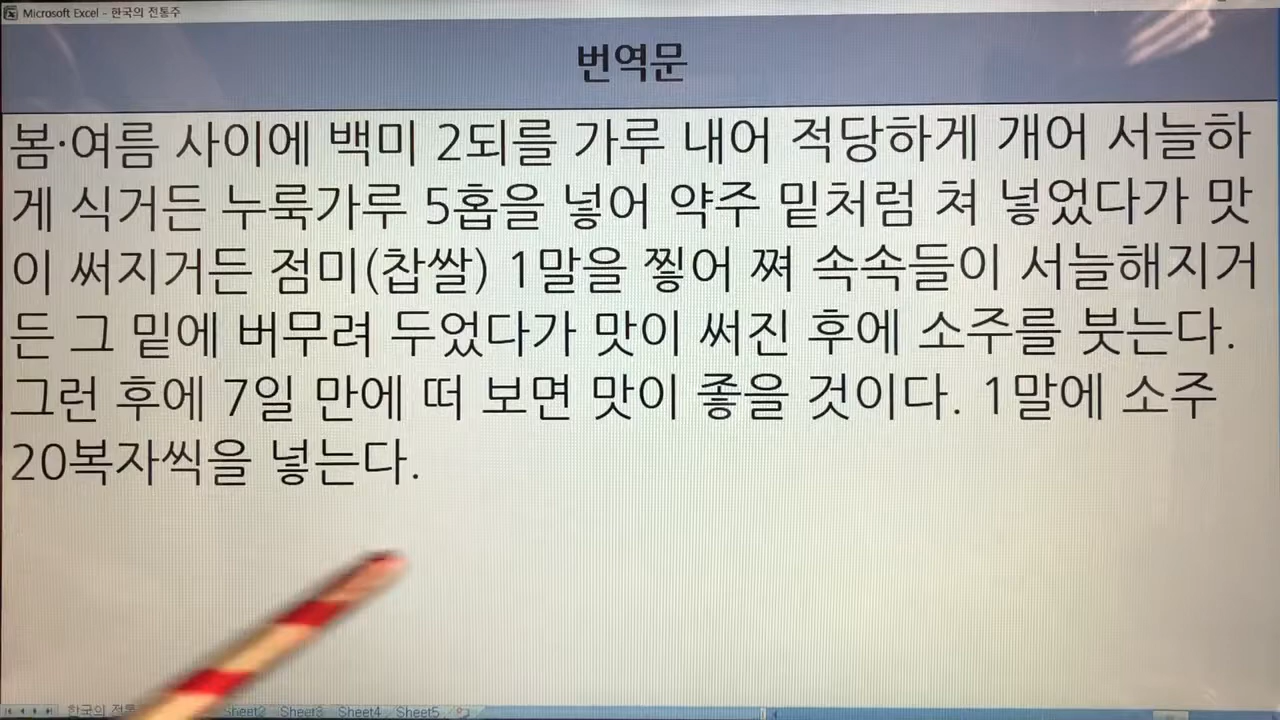 Microsoft Excel - 한국의 전통주
번역문
봄·여름 사이에 백미 2되를 가루 내어 적당하게 개어 서늘하
게 식거든 누룩가루 5홉을 넣어 약주 밑처럼 쳐 넣었다가 맛
이 써지거든 점미(찹쌀) 1말을 찧어 쪄 속속들이 서늘해지거
든 그 밑에 버무려 두었다가 맛이 써진 후에 소주를 붓는다.
그런 후에 7일 만에 떠 보면 맛이 좋을 것이다. 1말에 소주
20복자씩을 넣는다.
한국의 Sheet2 Sheet3 Sheet4 Sheet5